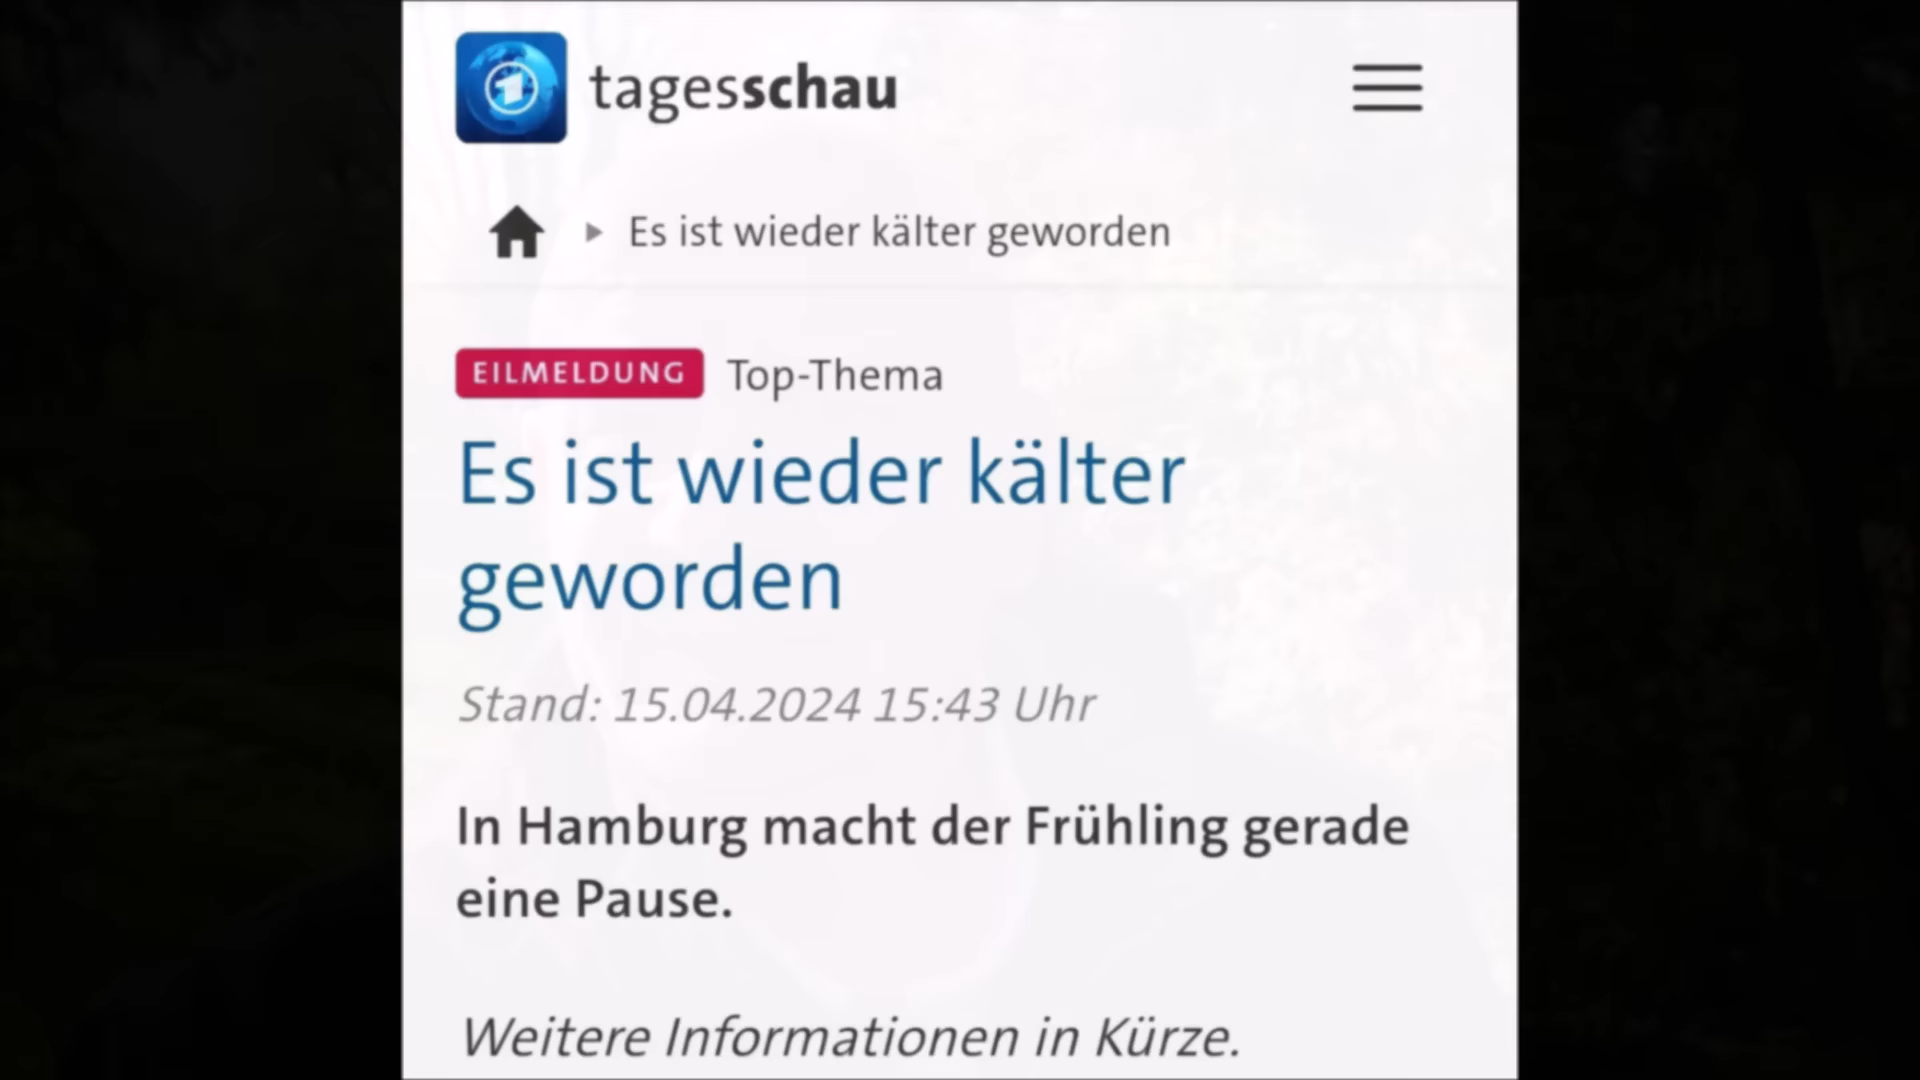 tagesschau
Es ist wieder kälter geworden
EILMELDUNG Top-Thema
Es ist wieder kälter
geworden
Stand: 15.04.2024 15:43 Uhr
In Hamburg macht der Frühling gerade
eine Pause.
Weitere Informationen in Kürze.